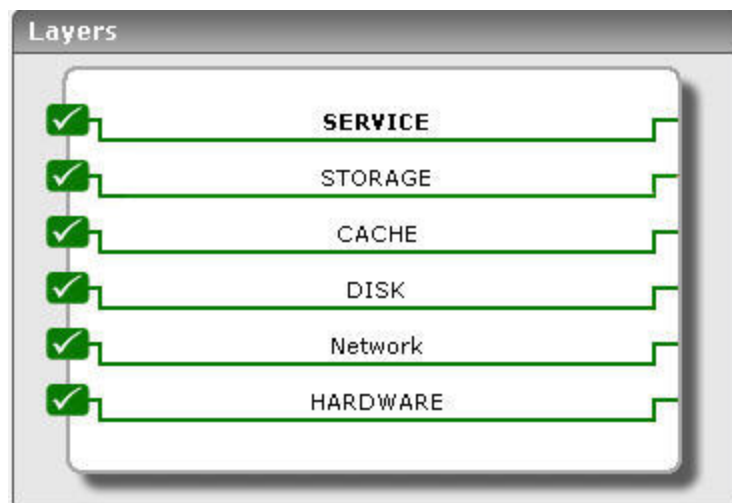 Layers
SERVICE
STORAGE
CACHE
DISK
Network
HARDWARE